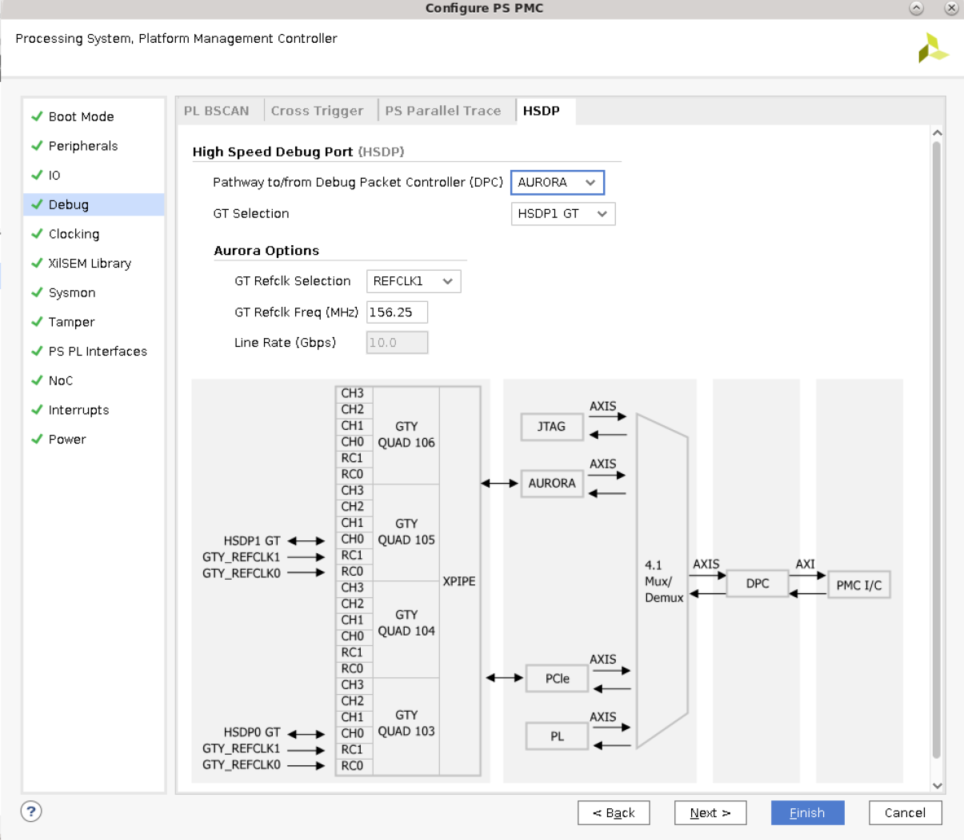 Configure PS PMC
Processing System, Platform Management Controller
Boot Mode
Peripherals
IO
Debug
Clocking
XilSEM Library
Sysmon
Tamper
PS PL Interfaces
NoC
Interrupts
Power
PL BSCAN Cross Trigger PS Parallel Trace HSDP
High Speed Debug Port (HSDP)
Pathway to/from Debug Packet Controller (DPC) AURORA
GT Selection HSDP1 GT
Aurora Options
GT Refclk Selection REFCLK1
GT Refclk Freq (MHz) 156.25
Line Rate (Gbps) 10.0
CH3
CH2
CH1
CH0
RC1
RC0
GTY
QUAD 106
CH3
CH2
CH1
HSDP1 GT CH0
GTY_REFCLK1 RC1
GTY_REFCLK0 RC0
GTY
QUAD 105
CH3
CH2
CH1
CH0
RC1
RC0
GTY
QUAD 104
CH3
CH2
CH1
HSDP0 GT CH0
GTY_REFCLK1 RC1
GTY_REFCLK0 RC0
GTY
QUAD 103
XPIPE
JTAG
AXIS
AURORA
AXIS
PCIe
AXIS
PL
AXIS
4.1
Mux/
Demux
AXIS
DPC
AXI
PMC I/C
?
< Back Next > Finish Cancel